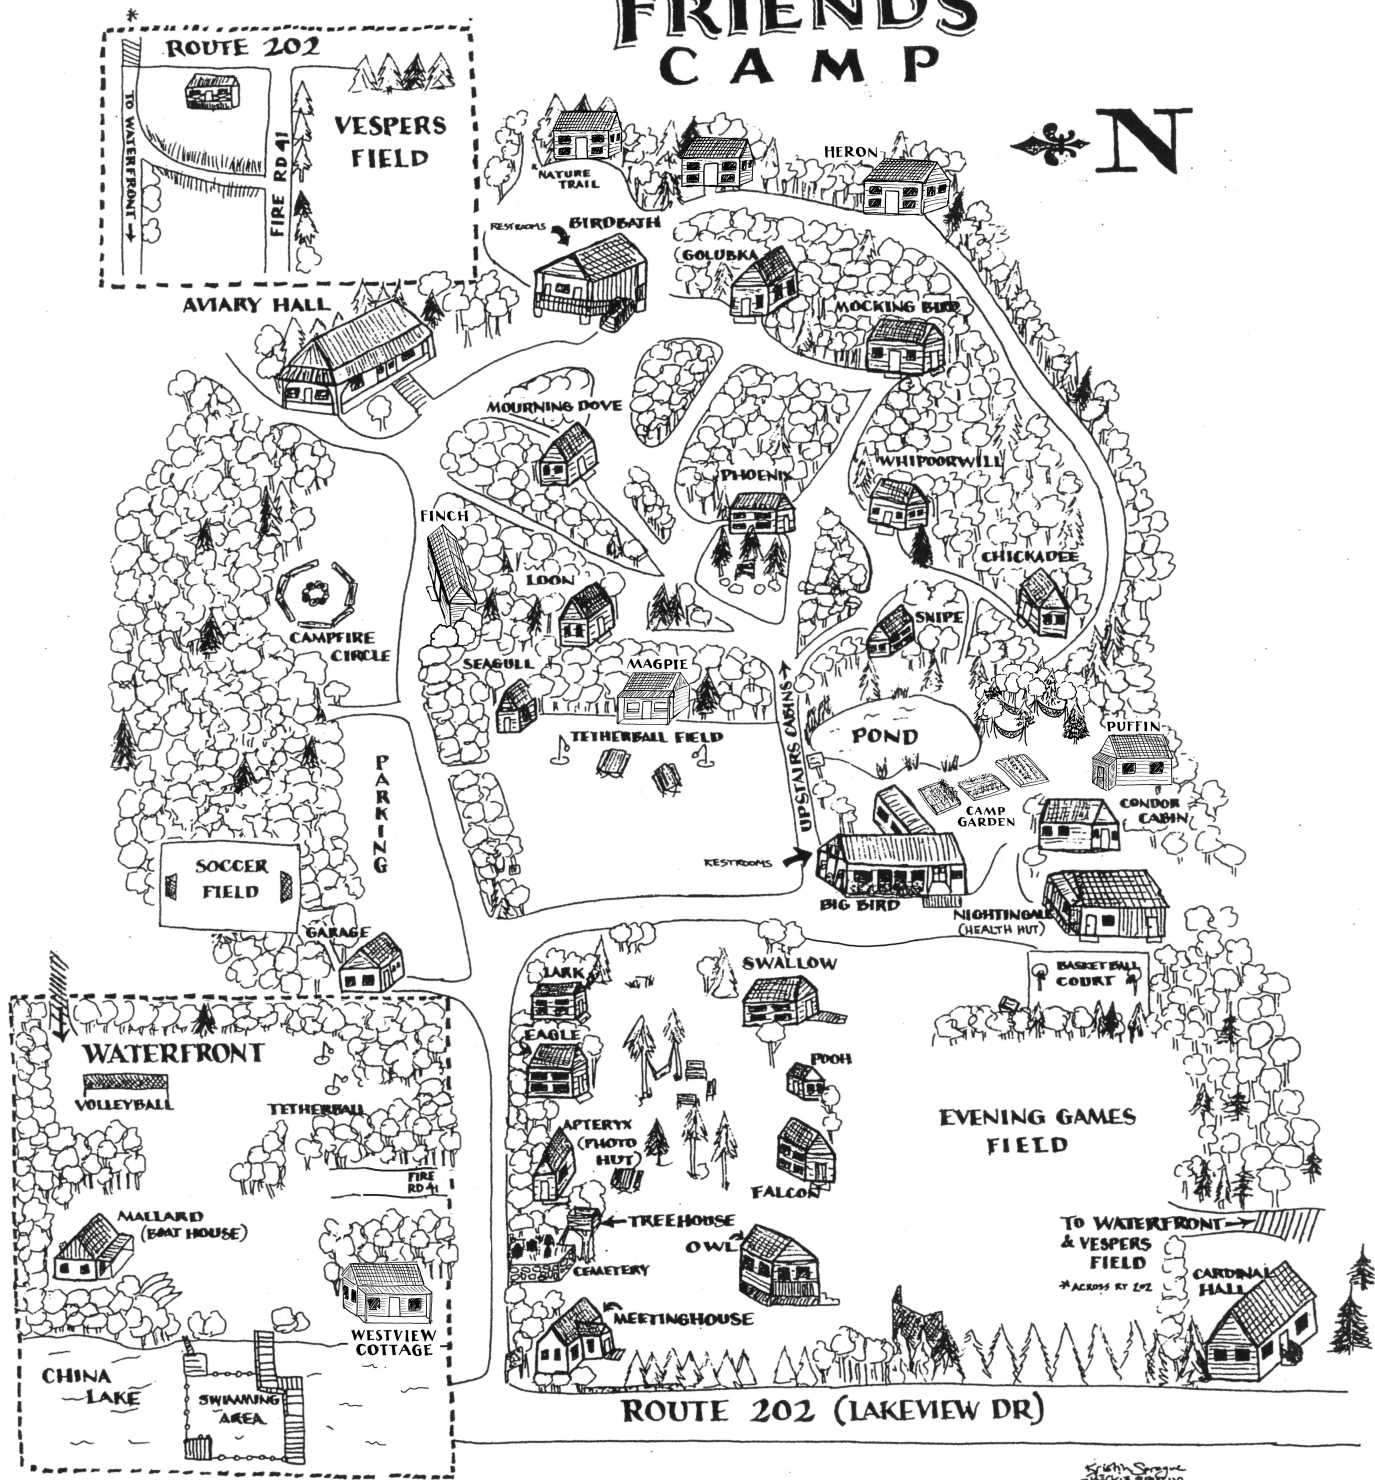 FRIENDS
CAMP
N
*
ROUTE 202
TO WATERFRONT
FIRE RD 41
VESPERS
FIELD
NATURE
TRAIL
HERON
RESTROOMS
BIRDBATH
GOLUBKA
MOCKING BIRD
AVIARY HALL
MOURNING DOVE
PHOENIX
WHIPOORWILL
FINCH
LOON
CHICKADEE
SNIPE
CAMPFIRE
CIRCLE
SEAGULL
MAGPIE
TETHERBALL FIELD
UPSTAIRS CABINS
POND
PUFFIN
CAMP
GARDEN
CONDOR
CABIN
PARKING
SOCCER
FIELD
RESTROOMS
BIG BIRD
NIGHTINGALE
(HEALTH HUT)
GARAGE
BASKETBALL
COURT
LARK
SWALLOW
EAGLE
POOH
APTERYX
(PHOTO
HUT)
FALCON
EVENING GAMES
FIELD
TREEHOUSE
OWL
CEMETERY
MEETINGHOUSE
TO WATERFRONT
& VESPERS
FIELD
*ACROSS RT 202
CARDINAL
HALL
WATERFRONT
VOLLEYBALL
TETHERBALL
FIRE
RD 41
MALLARD
(BOAT HOUSE)
WESTVIEW
COTTAGE
CHINA
LAKE
SWIMMING
AREA
ROUTE 202 (LAKEVIEW DR)
Kristin Sprague